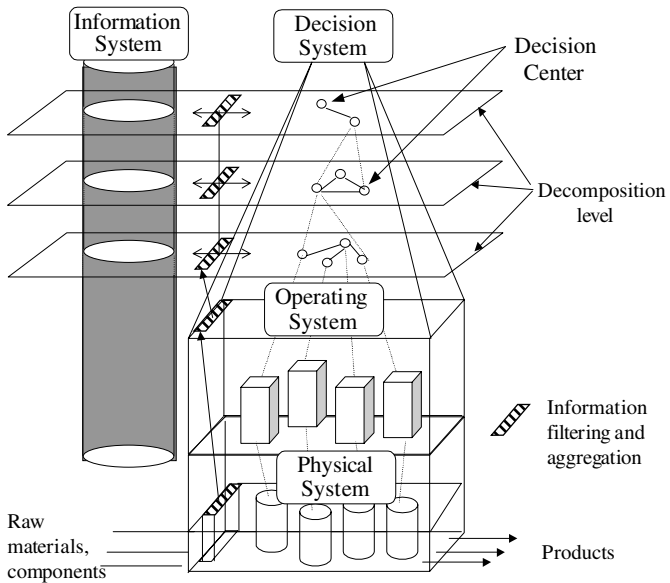 Information
System
Decision
System
Decision
Center
Decomposition
level
Operating
System
Information
filtering and
aggregation
Physical
System
Raw
materials,
components
Products